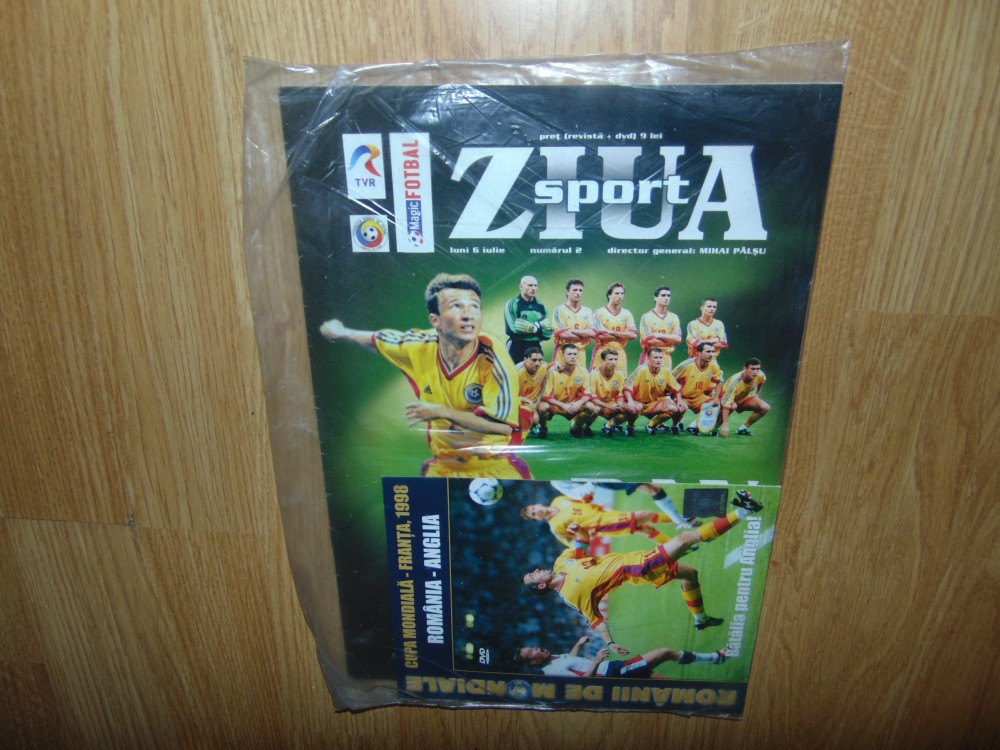 preț (revistă + dvd) 9 lei
ZIUA
sport
TVR
Magic FOTBAL
luni 6 iulie numărul 2 director general: MIHAI PÂLȘU
CUPA MONDIALĂ - FRANȚA, 1998
ROMÂNIA - ANGLIA
DVD
Bătălia pentru Anglia!
ROMÂNII DE MONDIALE